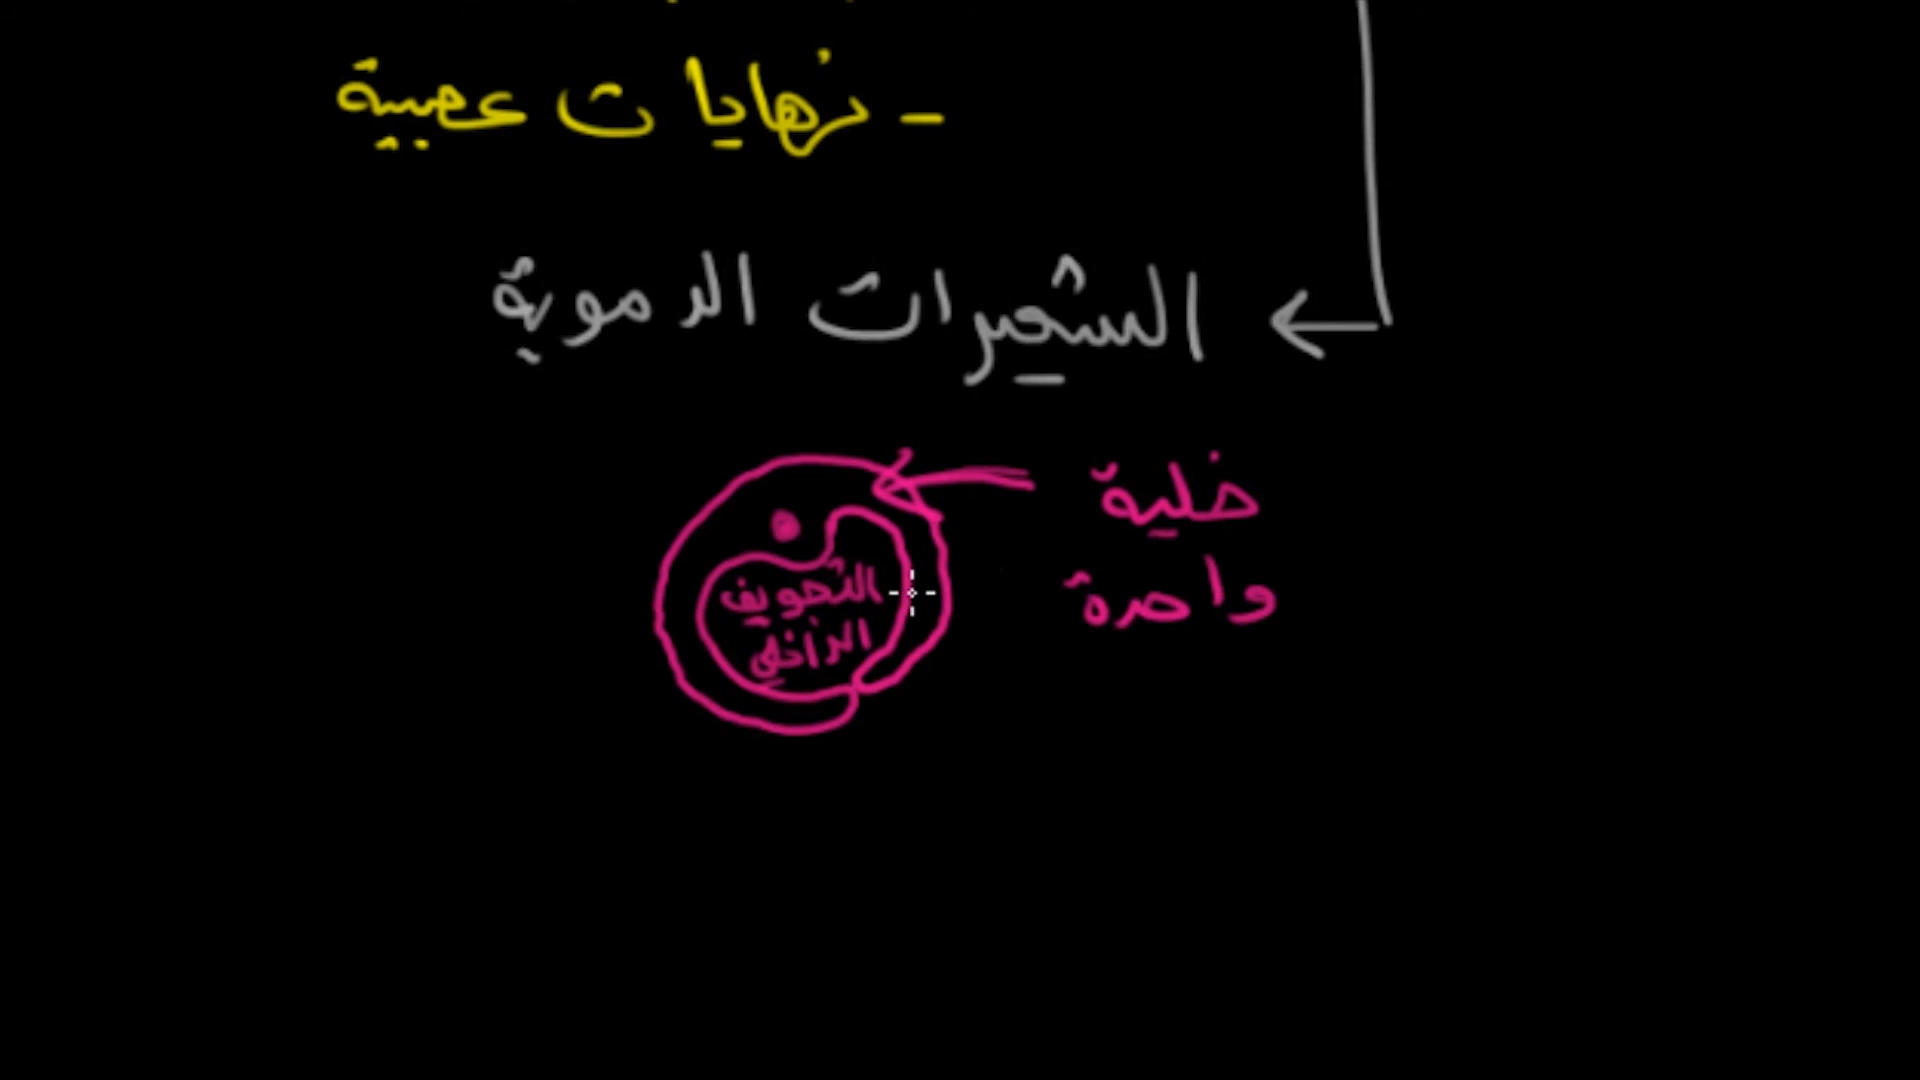 - نهايات عصبية
← الشعيرات الدموية
خلية
واحدة
التجويف
الداخلي